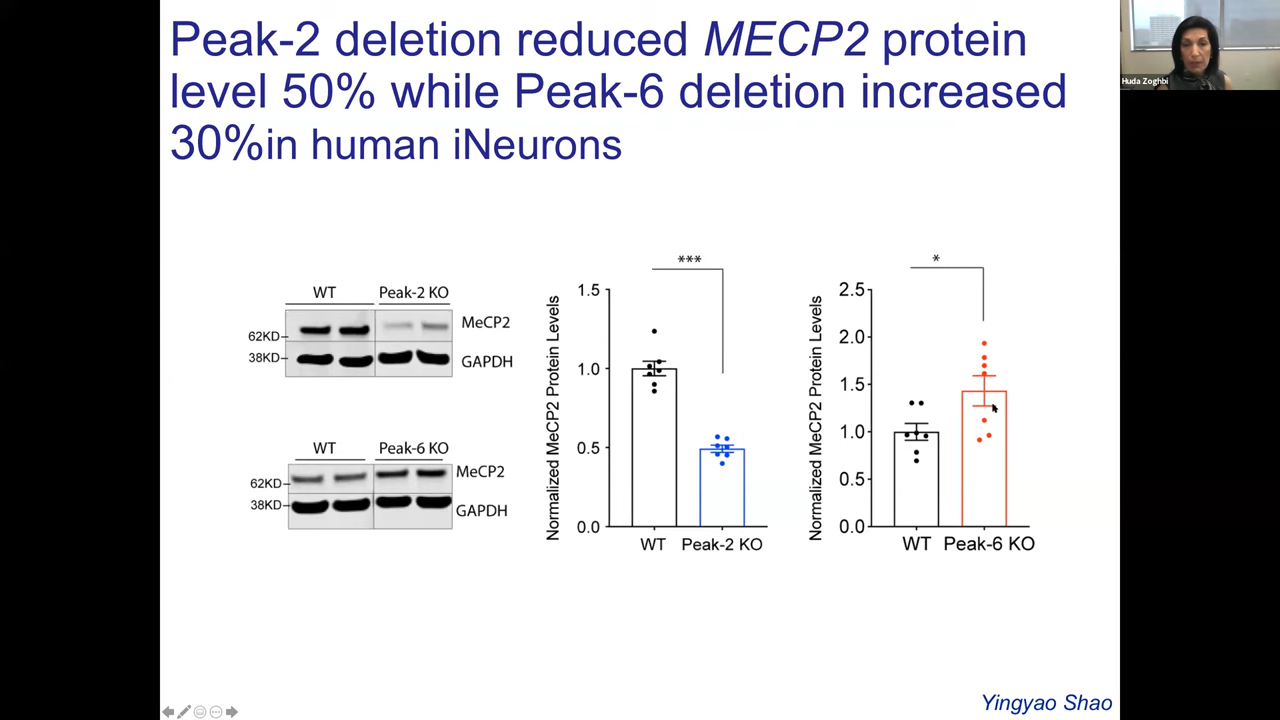 Peak-2 deletion reduced MECP2 protein
level 50% while Peak-6 deletion increased
30%in human iNeurons
Huda Zoghbi
WT Peak-2 KO
62KD MeCP2
38KD GAPDH
WT Peak-6 KO
62KD MeCP2
38KD GAPDH
Normalized MeCP2 Protein Levels
***
1.5
1.0
0.5
0.0
WT Peak-2 KO
Normalized MeCP2 Protein Levels
*
2.5
2.0
1.5
1.0
0.5
0.0
WT Peak-6 KO
Yingyao Shao